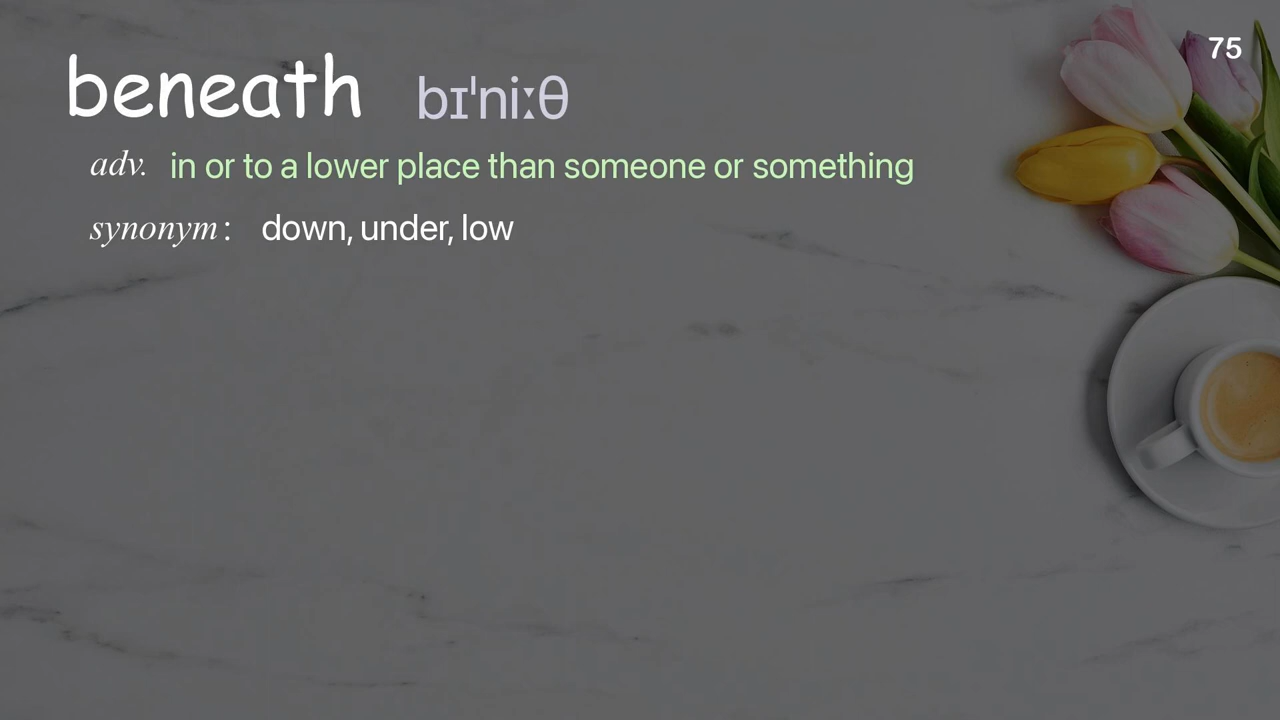 75
beneath bɪˈniːθ
adv. in or to a lower place than someone or something
synonym : down, under, low